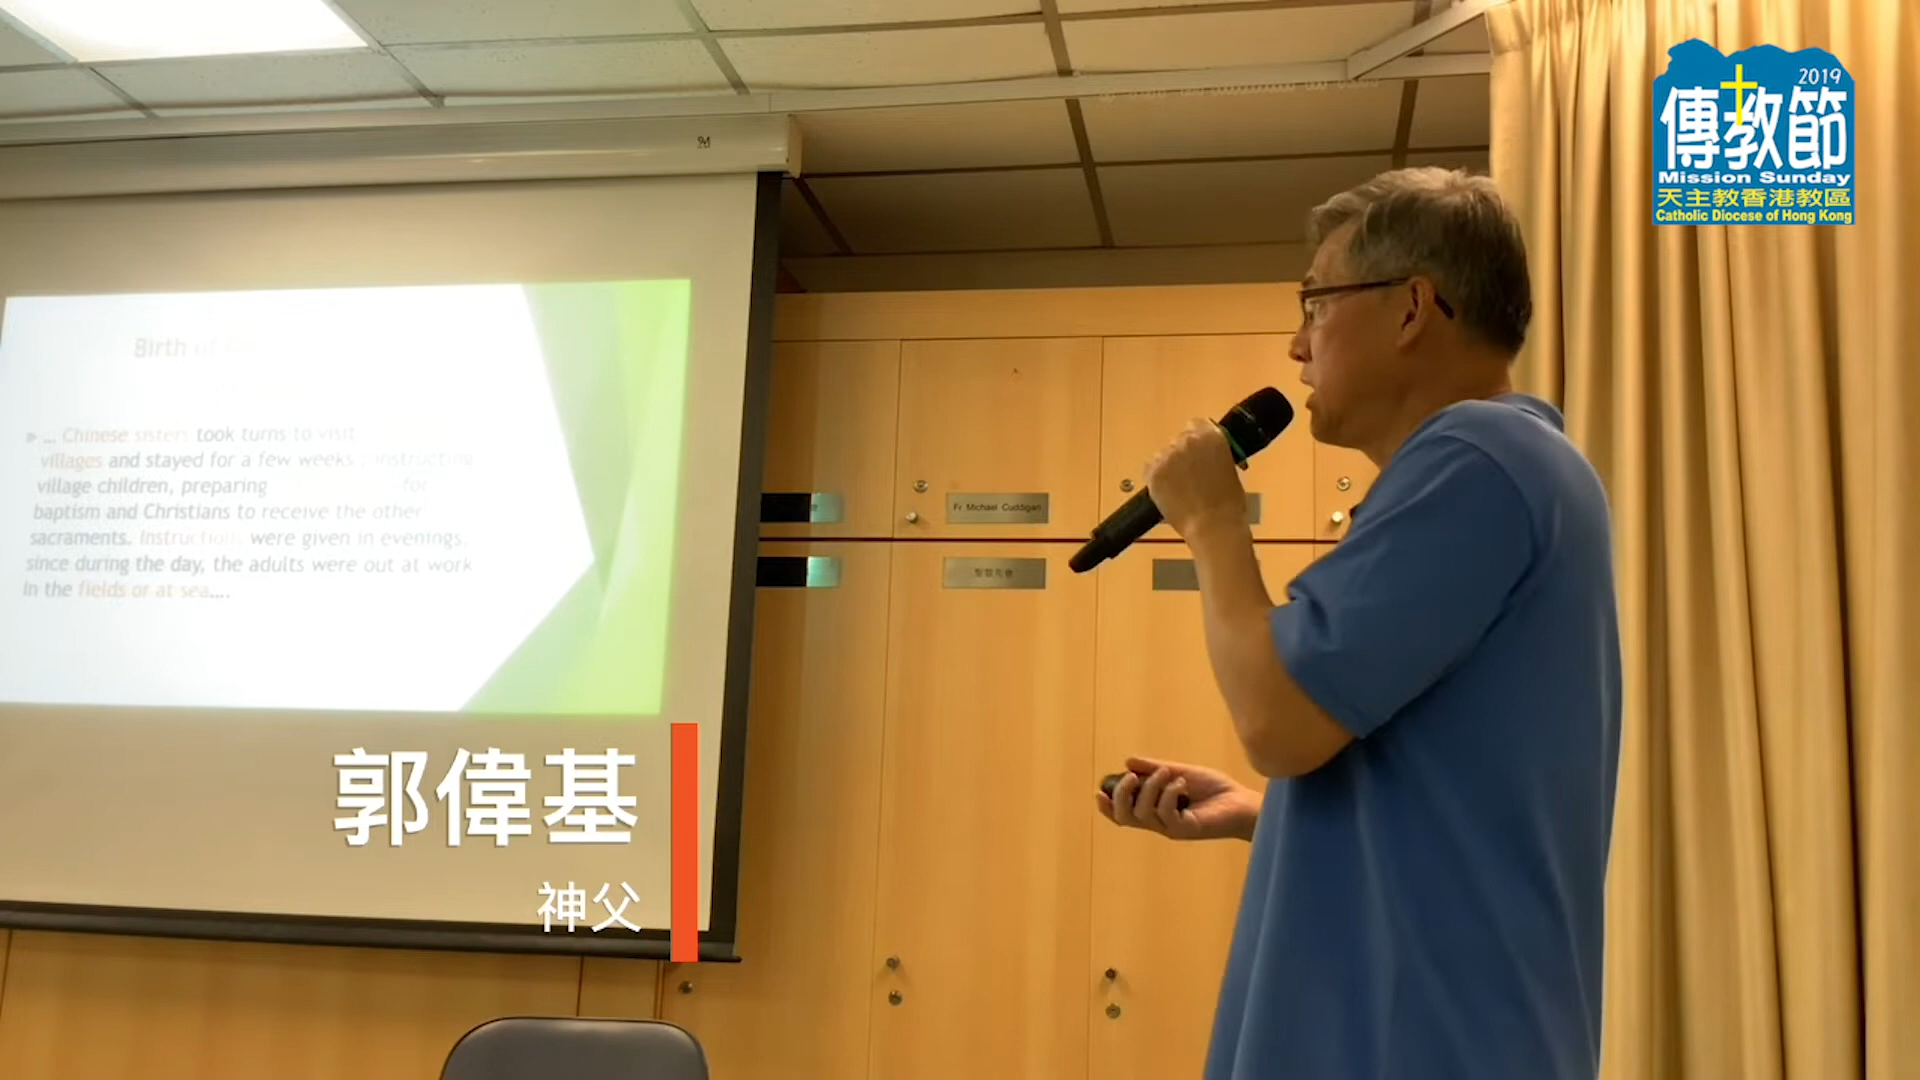 2019
傳教節
Mission Sunday
天主教香港教區
Catholic Diocese of Hong Kong
Birth of
... Chinese sisters took turns to visit
villages and stayed for a few weeks instructing
village children, preparing for
baptism and Christians to receive the other
sacraments. Instructions were given in evenings,
since during the day, the adults were out at work
in the fields or at sea....
Fr Michael Cuddigan
郭偉基
神父